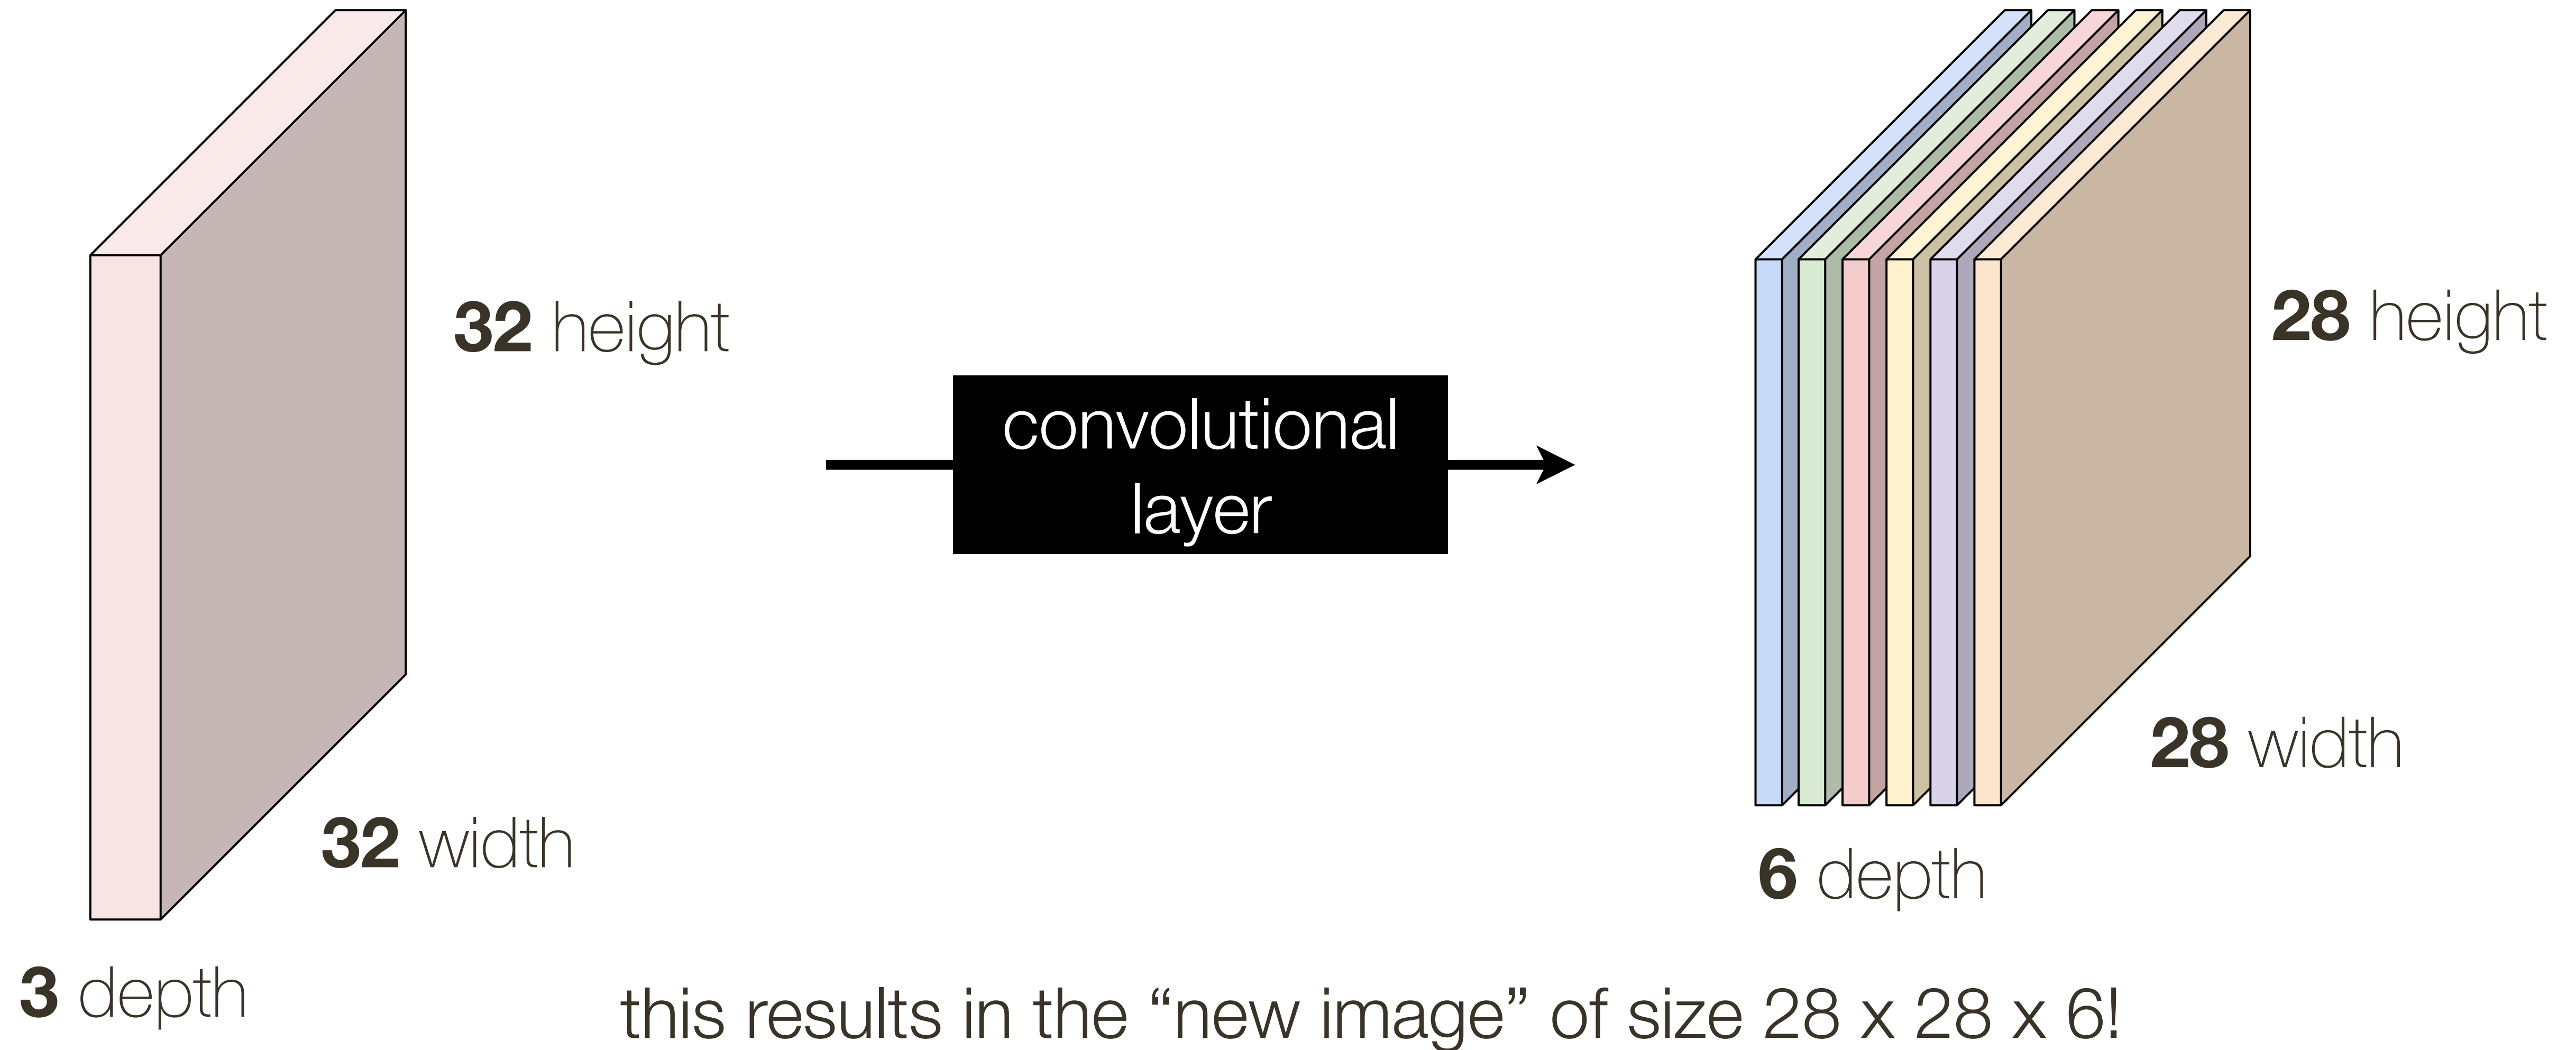 32 height
32 width
3 depth
convolutional
layer
28 height
28 width
6 depth
this results in the “new image” of size 28 x 28 x 6!